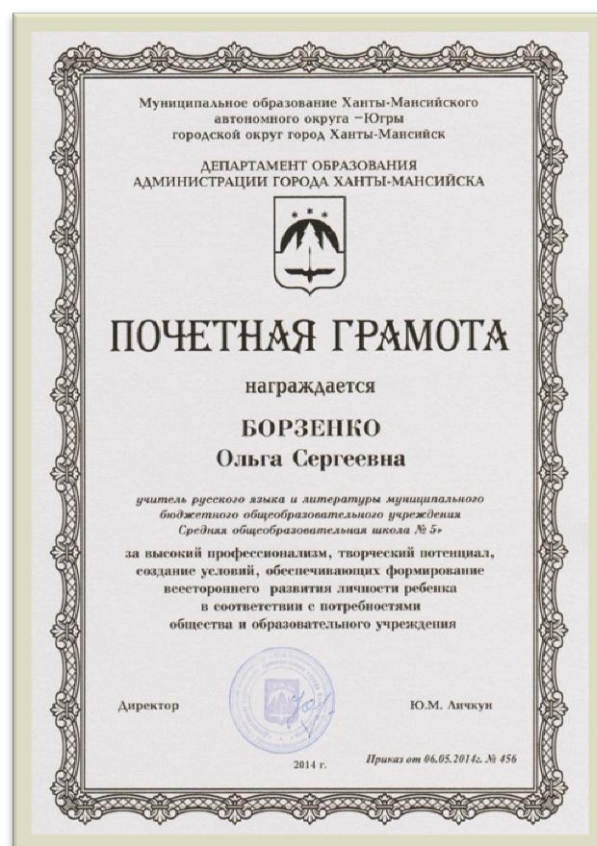 Муниципальное образование Ханты-Мансийского
автономного округа –Югры
городской округ город Ханты-Мансийск
ДЕПАРТАМЕНТ ОБРАЗОВАНИЯ
АДМИНИСТРАЦИИ ГОРОДА ХАНТЫ-МАНСИЙСКА
ПОЧЕТНАЯ ГРАМОТА
награждается
БОРЗЕНКО
Ольга Сергеевна
учитель русского языка и литературы муниципального
бюджетного общеобразовательного учреждения
Средняя общеобразовательная школа № 5»
за высокий профессионализм, творческий потенциал,
создание условий, обеспечивающих формирование
всестороннего развития личности ребенка
в соответствии с потребностями
общества и образовательного учреждения
Директор
Ю.М. Личкун
2014 г.
Приказ от 06.05.2014г. № 456